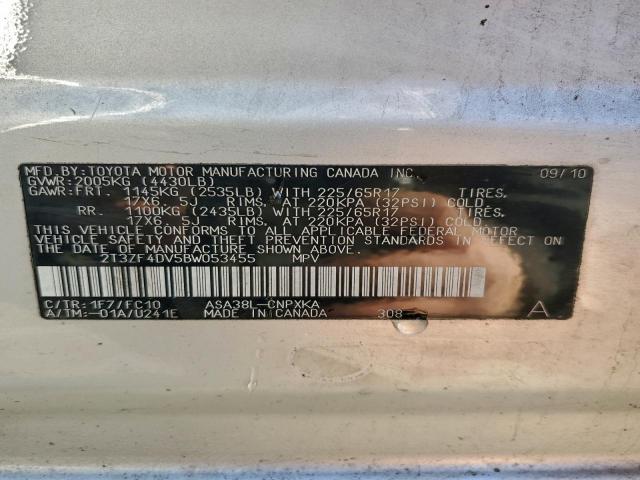 MFD.BY:TOYOTA MOTOR MANUFACTURING CANADA INC. 09/10
GVWR:2005KG (4430LB)
GAWR:FRT. 1145KG (2535LB) WITH 225/65R17 TIRES.
17X6. 5J RIMS. AT 220KPA (32PSI) COLD.
RR. 1100KG (2435LB) WITH 225/65R17 TIRES.
17X6. 5J RIMS. AT 220KPA (32PSI) COLD.
THIS VEHICLE CONFORMS TO ALL APPLICABLE FEDERAL MOTOR
VEHICLE SAFETY AND THEFT PREVENTION STANDARDS IN EFFECT
ON THE DATE OF MANUFACTURE SHOWN ABOVE.
2T3ZF4DV5BW053455 MPV
C/TR:1F7/FC10 ASA38L-CNPXKA
A/TM:-01A/U241E MADE IN CANADA 308 A